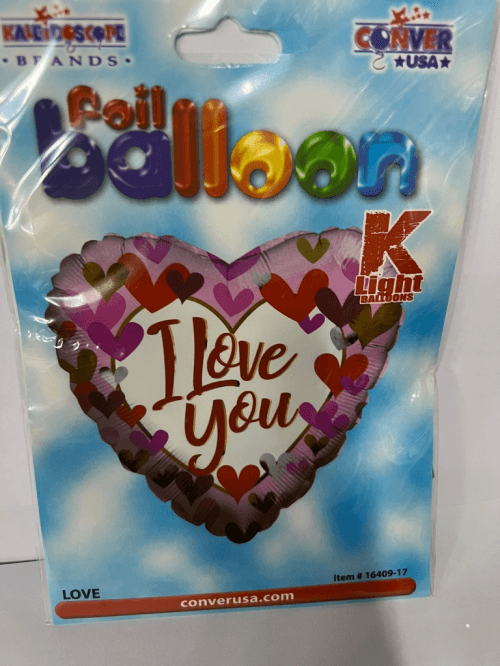 KALEIDOSCOPE
• BRANDS •
CONVER
★USA★
Foil
balloon
K
Light
BALLOONS
I Love
you
Item # 16409-17
LOVE
converusa.com